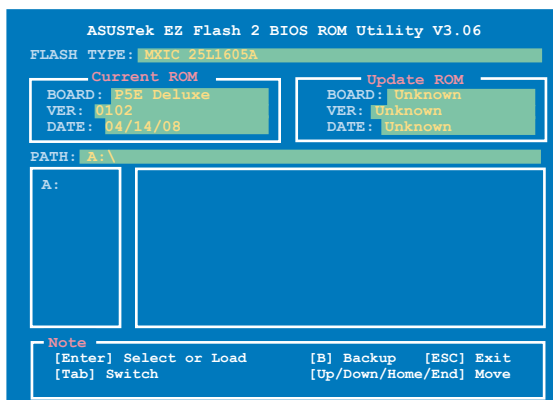 ASUSTek EZ Flash 2 BIOS ROM Utility V3.06
FLASH TYPE: MXIC 25L1605A
Current ROM
BOARD: P5E Deluxe
VER: 0102
DATE: 04/14/08
Update ROM
BOARD: Unknown
VER: Unknown
DATE: Unknown
PATH: A:\
A:
Note
[Enter] Select or Load [B] Backup [ESC] Exit
[Tab] Switch [Up/Down/Home/End] Move